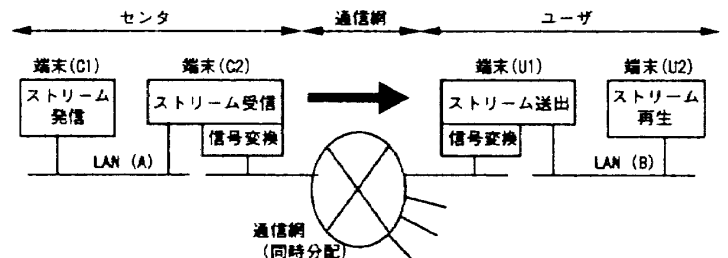 センタ 通信網 ユーザ
端末(C1) 端末(C2) 端末(U1) 端末(U2)
ストリーム発信 ストリーム受信 ストリーム送出 ストリーム再生
信号変換 信号変換
LAN (A) LAN (B)
通信網
(同時分配)